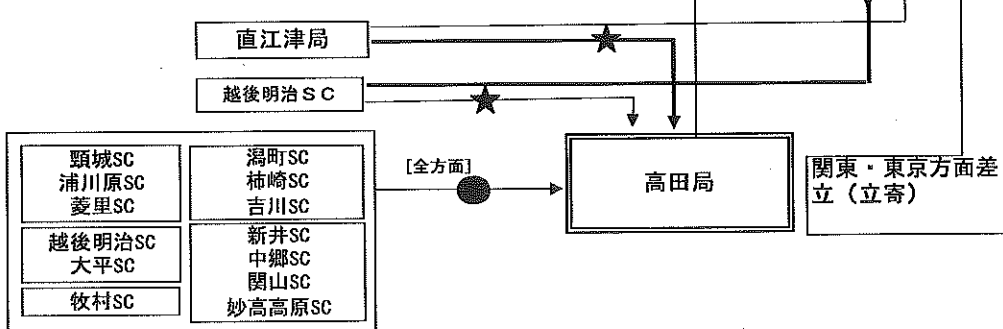 直江津局
越後明治SC
頸城SC
浦川原SC
菱里SC
越後明治SC
大平SC
牧村SC
潟町SC
柿崎SC
吉川SC
新井SC
中郷SC
関山SC
妙高高原SC
[全方面]
高田局
関東・東京方面差
立（立寄）